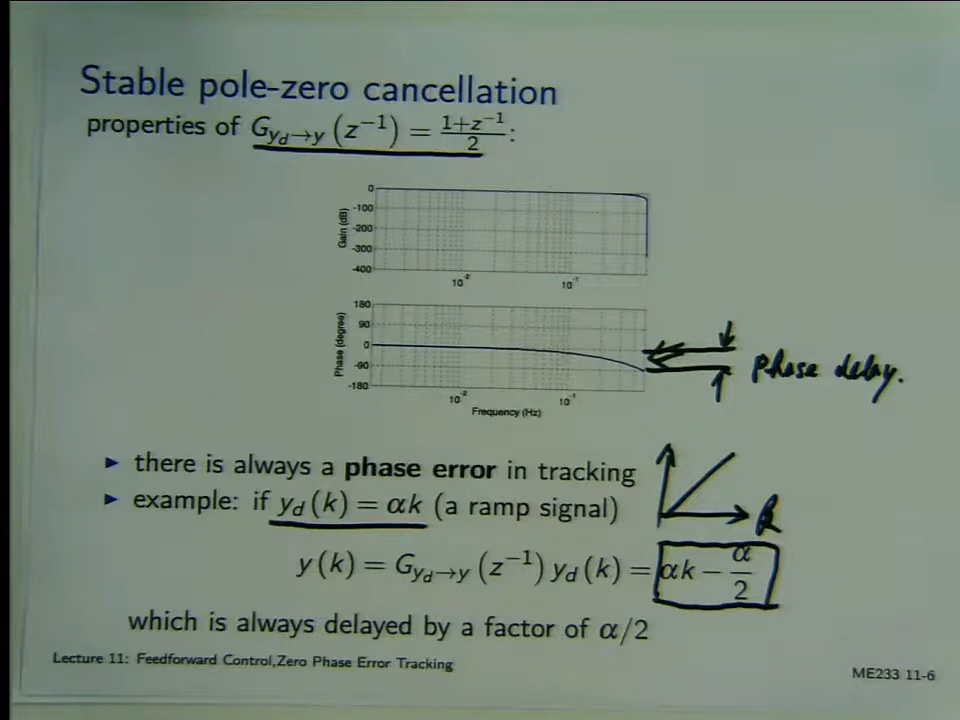 Stable pole-zero cancellation
properties of G_{y_d→y}(z^{-1}) = \frac{1+z^{-1}}{2}:
0
-100
-200
-300
-400
Gain (dB)
10^{-2} 10^{-1}
180
90
0
-90
-180
Phase (degree)
10^{-2} 10^{-1}
Frequency (Hz)
phase delay.
▶ there is always a phase error in tracking
▶ example: if y_d(k) = αk (a ramp signal)
k
y(k) = G_{y_d→y}(z^{-1}) y_d(k) = αk − \frac{α}{2}
which is always delayed by a factor of α/2
Lecture 11: Feedforward Control,Zero Phase Error Tracking
ME233 11-6